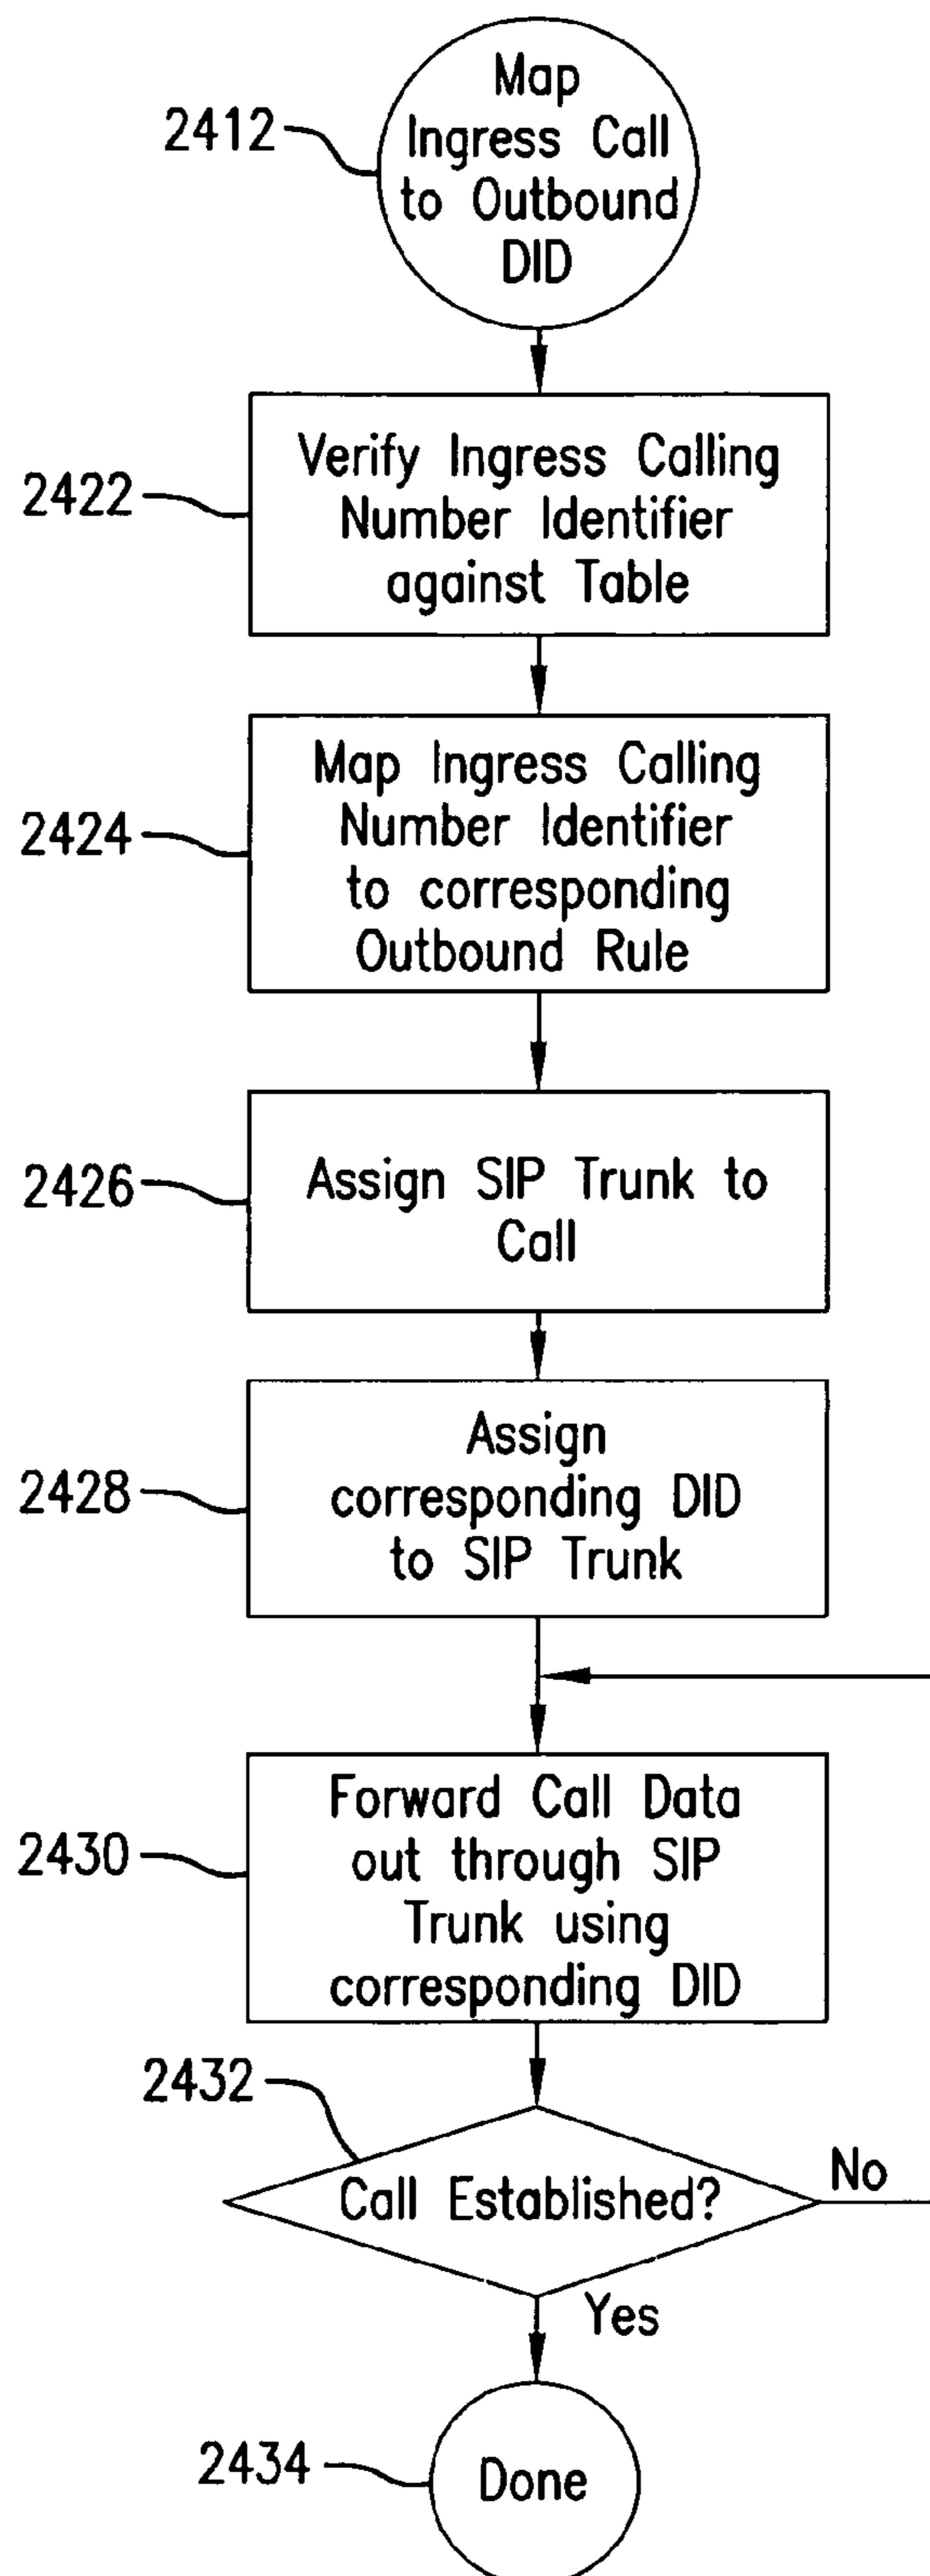 Map
Ingress Call
to Outbound
DID
2412
Verify Ingress Calling
Number Identifier
against Table
2422
Map Ingress Calling
Number Identifier
to corresponding
Outbound Rule
2424
Assign SIP Trunk to
Call
2426
Assign
corresponding DID
to SIP Trunk
2428
Forward Call Data
out through SIP
Trunk using
corresponding DID
2430
2432
Call Established?
No
Yes
2434
Done